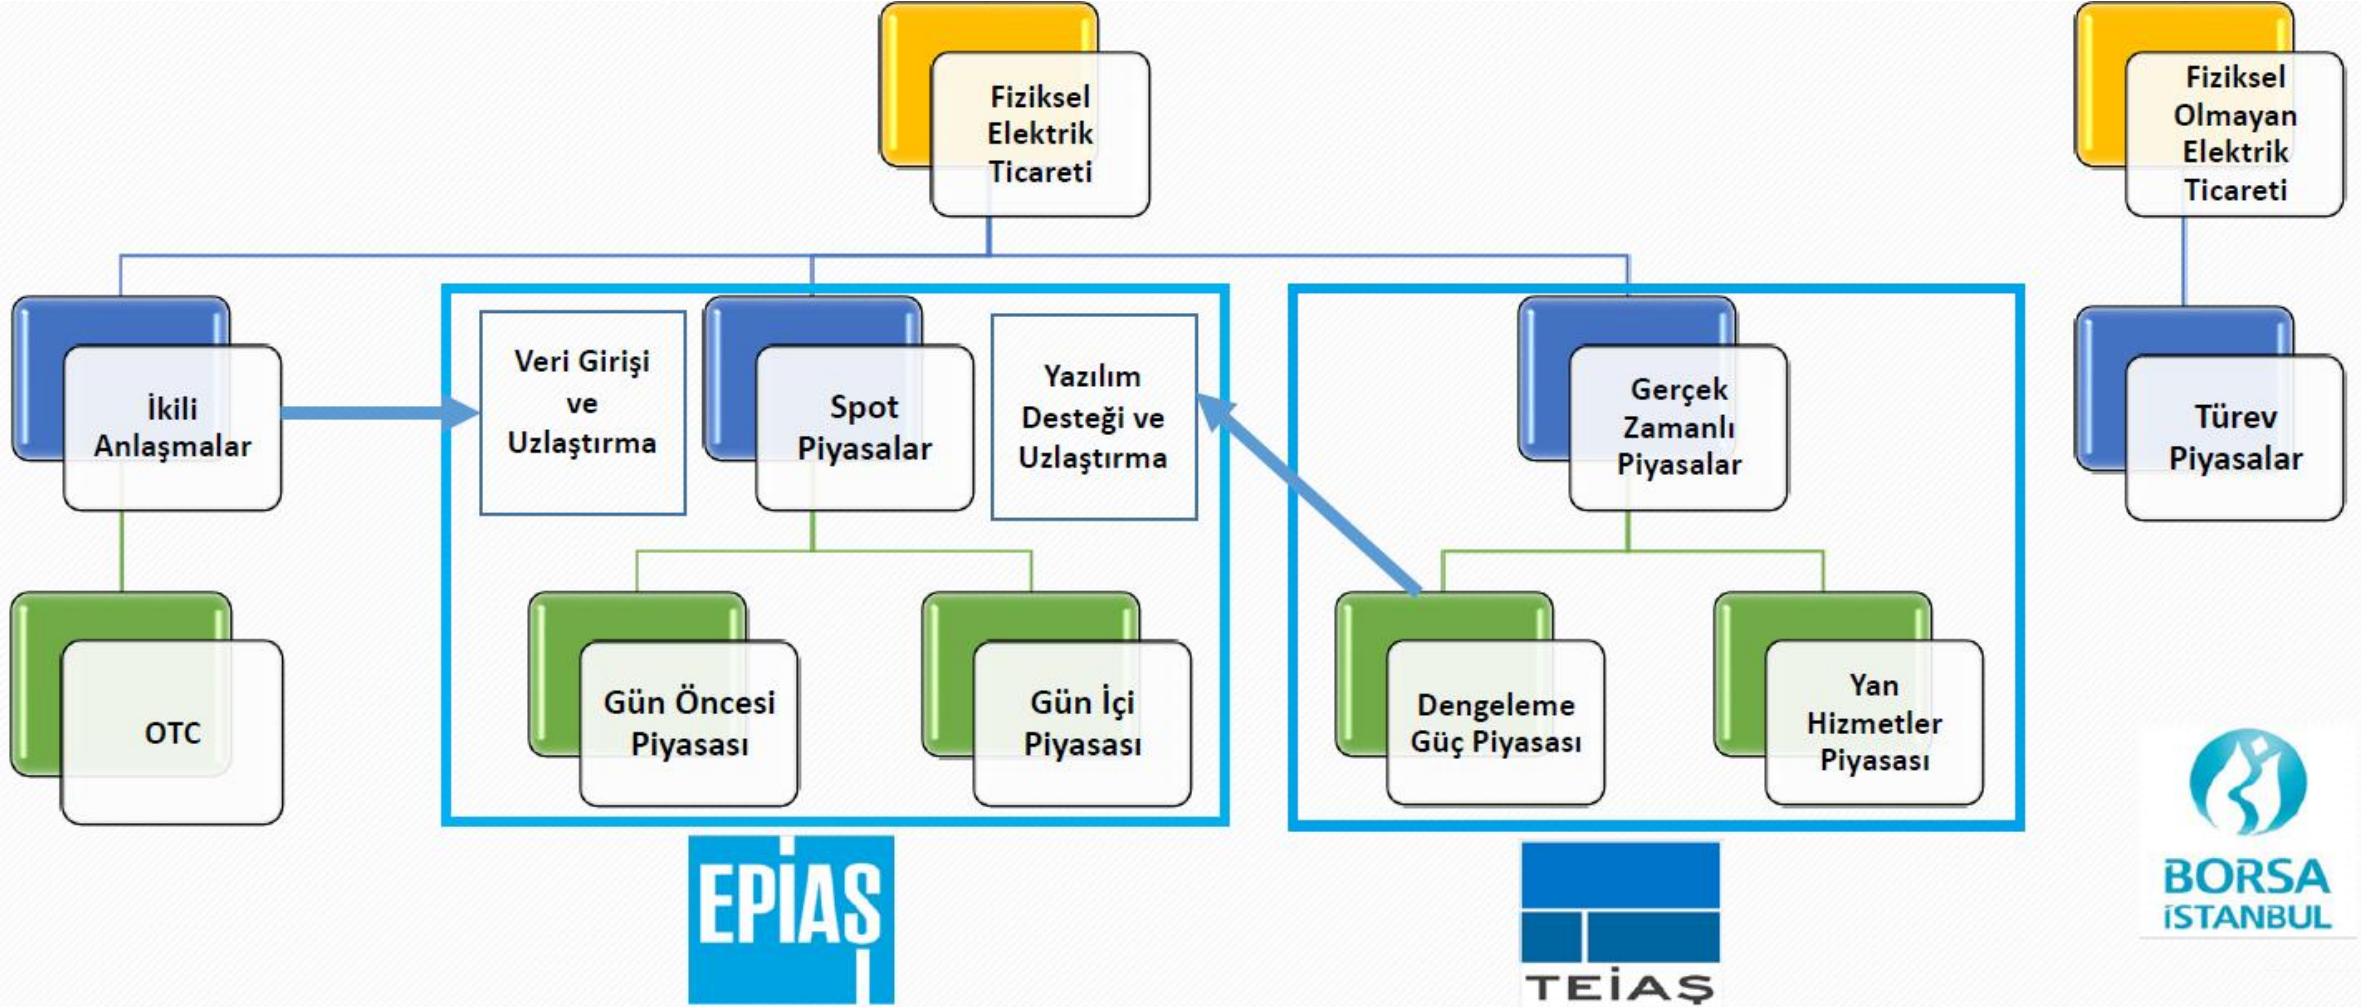 Fiziksel
Elektrik
Ticareti
Fiziksel
Olmayan
Elektrik
Ticareti
İkili
Anlaşmalar
Veri Girişi
ve
Uzlaştırma
Spot
Piyasalar
Yazılım
Desteği ve
Uzlaştırma
Gerçek
Zamanlı
Piyasalar
Türev
Piyasalar
OTC
Gün Öncesi
Piyasası
Gün İçi
Piyasası
Dengeleme
Güç Piyasası
Yan
Hizmetler
Piyasası
EPİAŞ
TEİAŞ
BORSA
İSTANBUL